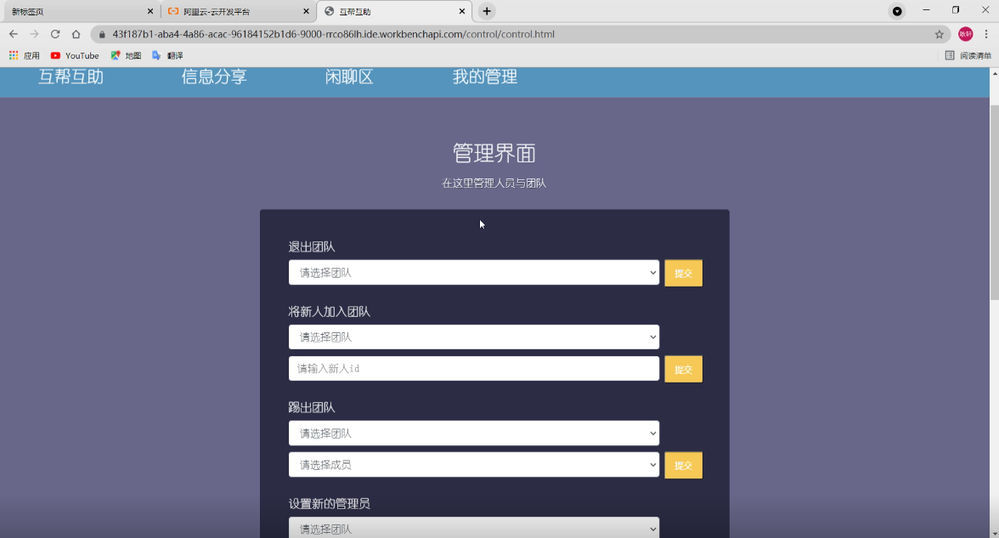 新标签页
阿里云-云开发平台
互帮互助
43f187b1-aba4-4a86-acac-96184152b1d6-9000-rrco86lh.ide.workbenchapi.com/control/control.html
耿轩
应用 YouTube 地图 翻译 阅读清单
互帮互助 信息分享 闲聊区 我的管理
管理界面
在这里管理人员与团队
退出团队
请选择团队 提交
将新人加入团队
请选择团队
请输入新人id 提交
踢出团队
请选择团队
请选择成员 提交
设置新的管理员
请选择团队